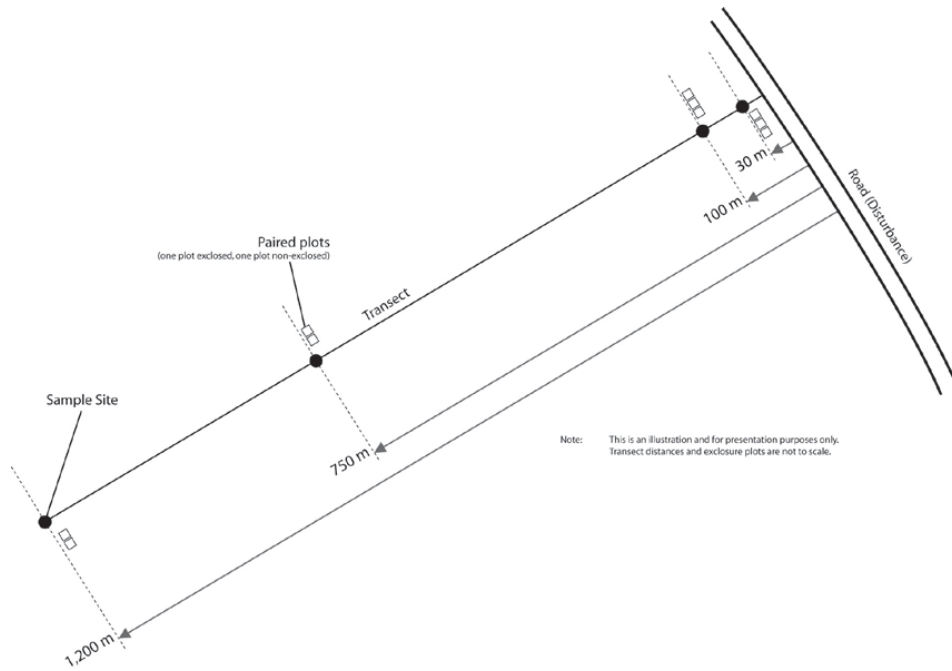 30 m
100 m
Road (Disturbance)
Paired plots
(one plot exclosed, one plot non-exclosed)
Transect
Sample Site
750 m
Note: This is an illustration and for presentation purposes only.
Transect distances and exclosure plots are not to scale.
1,200 m